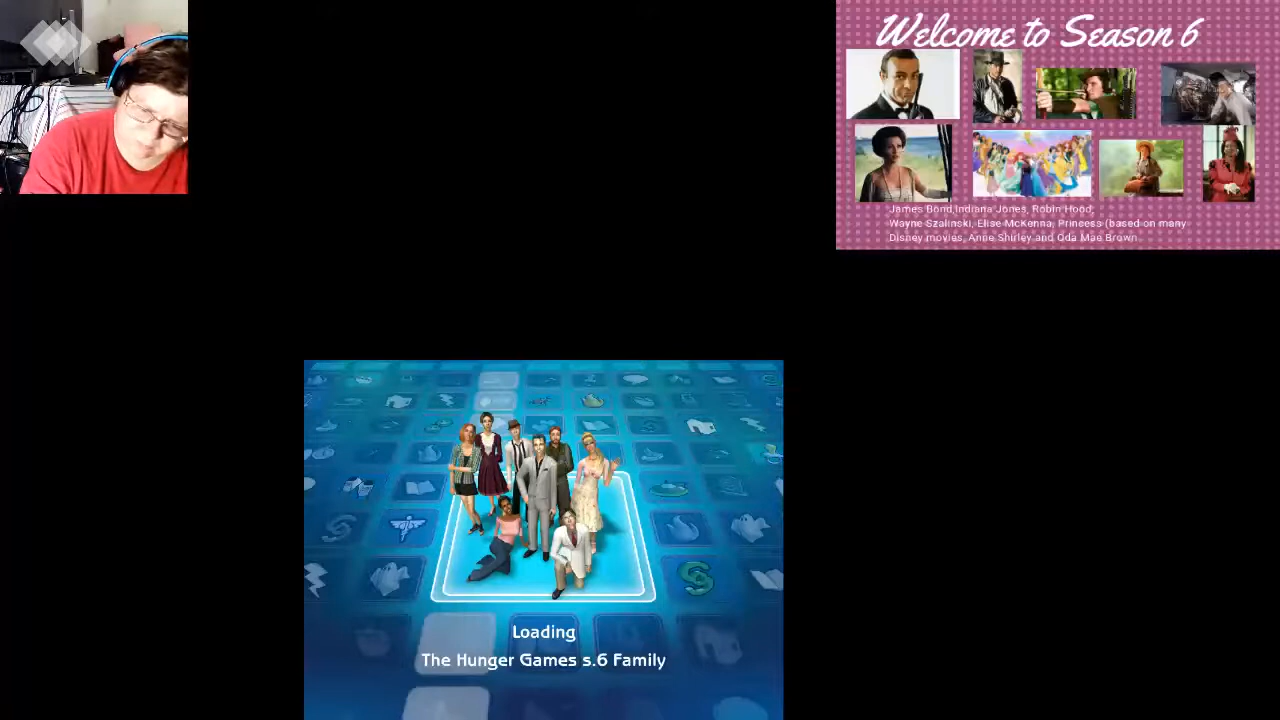 Welcome to Season 6
James Bond,Indiana Jones, Robin Hood,
Wayne Szalinski, Elise McKenna, Princess (based on many
Disney movies, Anne Shirley and Oda Mae Brown
Loading
The Hunger Games s.6 Family